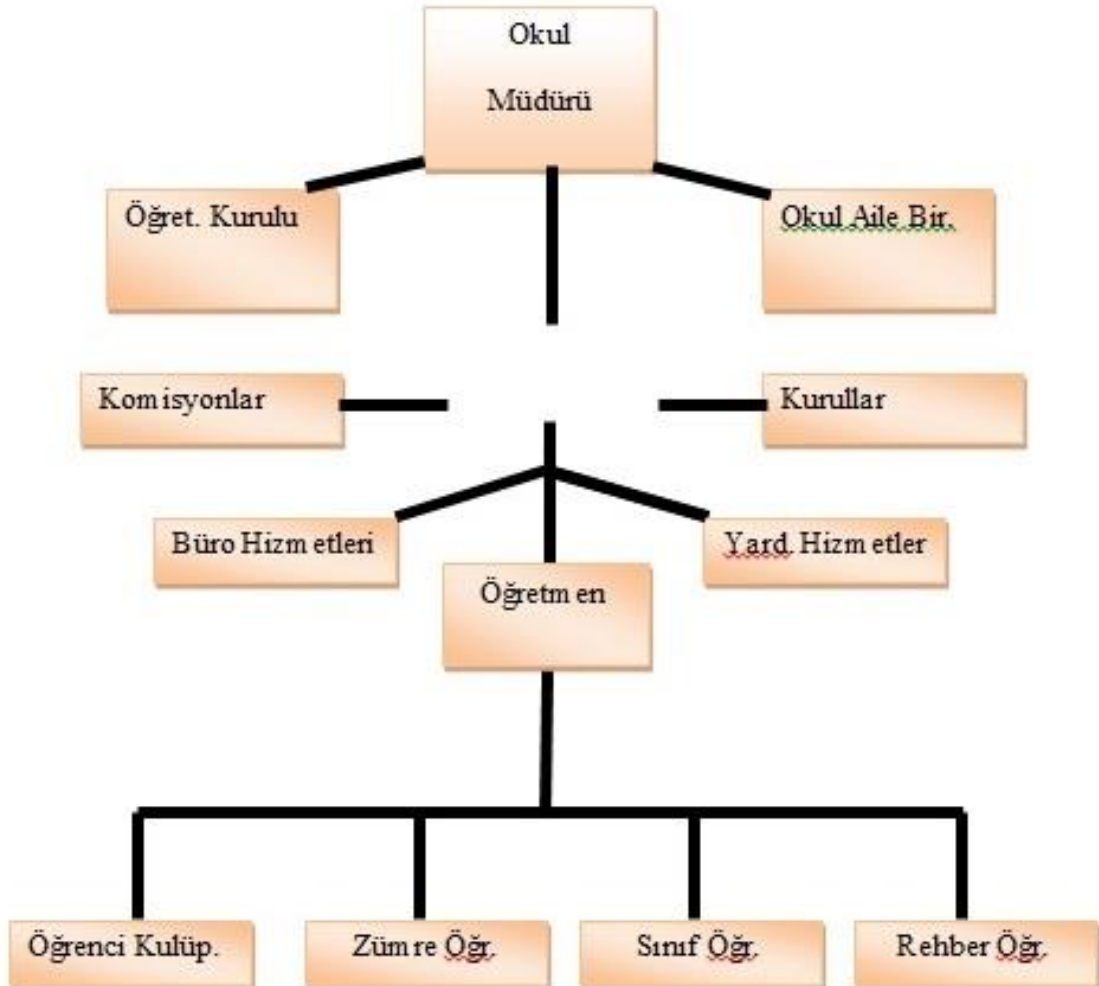 Okul
Müdürü
Öğret. Kurulu
Okul Aile Bir.
Komisyonlar
Kurullar
Büro Hizmetleri
Yard. Hizmetler
Öğretmen
Öğrenci Kulüp.
Zümre Öğr.
Sınıf Öğr.
Rehber Öğr.